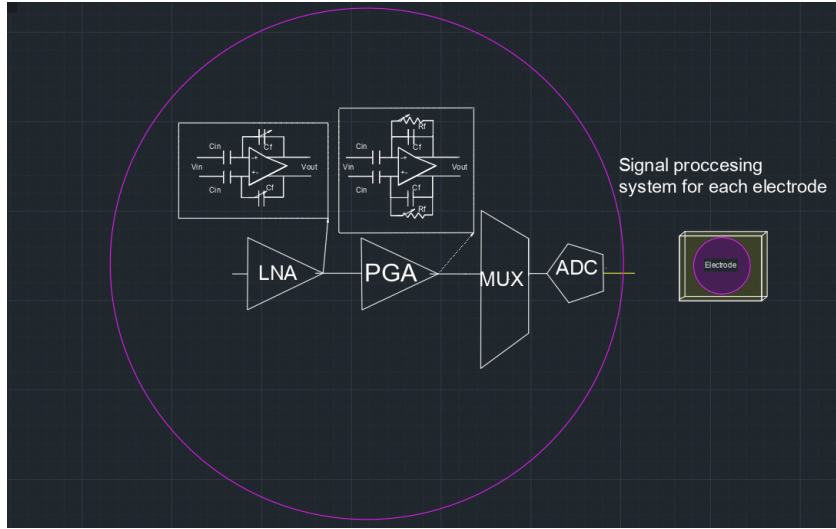 Rf
Cin
Cf
Cin
Cf
-+
-+
Vin
Vout
Vin
Vout
+-
+-
Cin
Cf
Cin
Cf
Rf
Signal proccesing
system for each electrode
LNA
PGA
MUX
ADC
Electrode